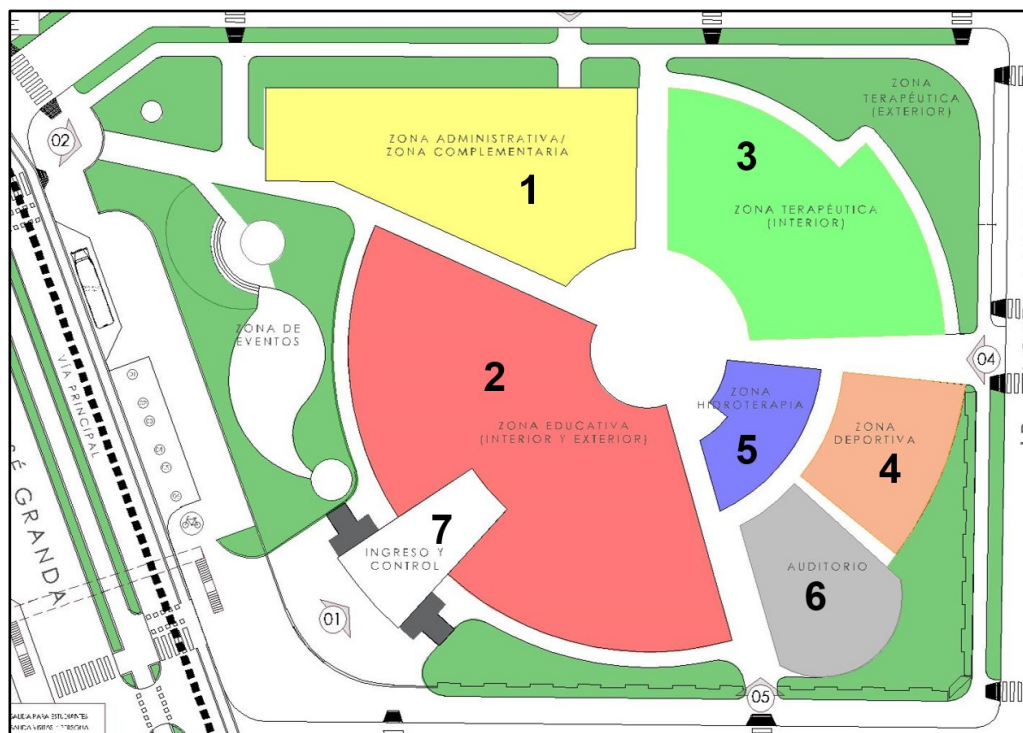 02
ZONA ADMINISTRATIVA/
ZONA COMPLEMENTARIA
1
3
ZONA TERAPÉUTICA
(INTERIOR)
ZONA
TERAPÉUTICA
(EXTERIOR)
ZONA DE
EVENTOS
2
ZONA EDUCATIVA
(INTERIOR Y EXTERIOR)
04
ZONA
HIDROTERAPIA
5
ZONA
DEPORTIVA
4
VÍA PRINCIPAL
GRANDA
7
INGRESO Y
CONTROL
AUDITORIO
6
01
05